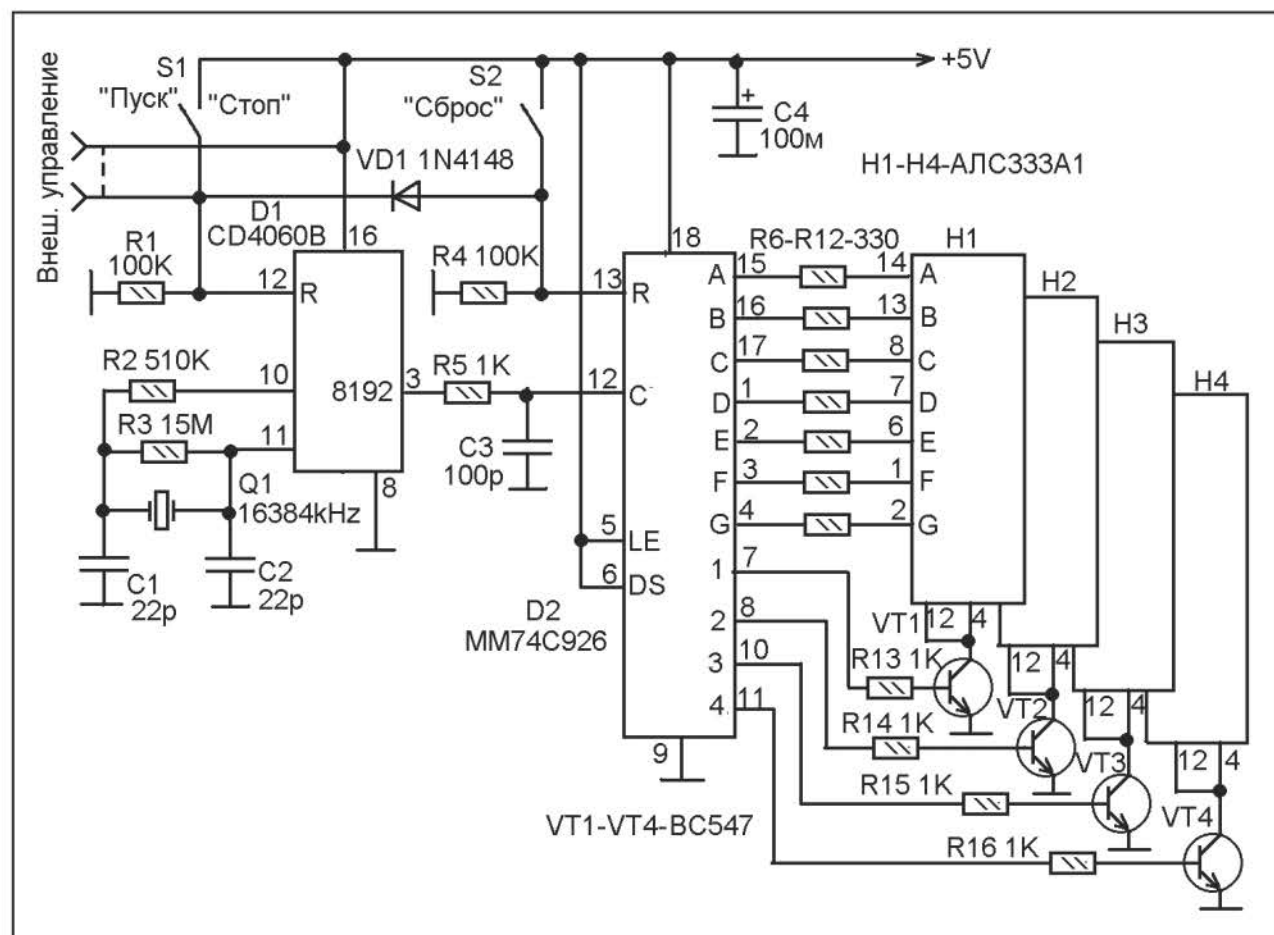 +5V
S1
"Пуск"
"Стоп"
S2
"Сброс"
+
C4
100м
Внеш. управление
VD1 1N4148
H1-H4-АЛС333А1
D1
CD4060B
16
R1
100K
12
R
R4 100K
13
R
18
R6-R12-330
H1
H2
H3
H4
A
15
14
A
B
16
13
B
C
17
8
C
D
1
7
D
E
2
6
E
F
3
1
F
G
4
2
G
R2 510K
10
8192
3
R5 1K
12
C
R3 15M
11
C3
100p
Q1
16384kHz
8
C1
22p
C2
22p
5
LE
6
DS
D2
MM74C926
1
7
2
8
3
10
4
11
9
VT1
12
4
R13 1K
12
4
VT2
R14 1K
12
4
VT3
R15 1K
12
4
VT4
R16 1K
VT1-VT4-BC547